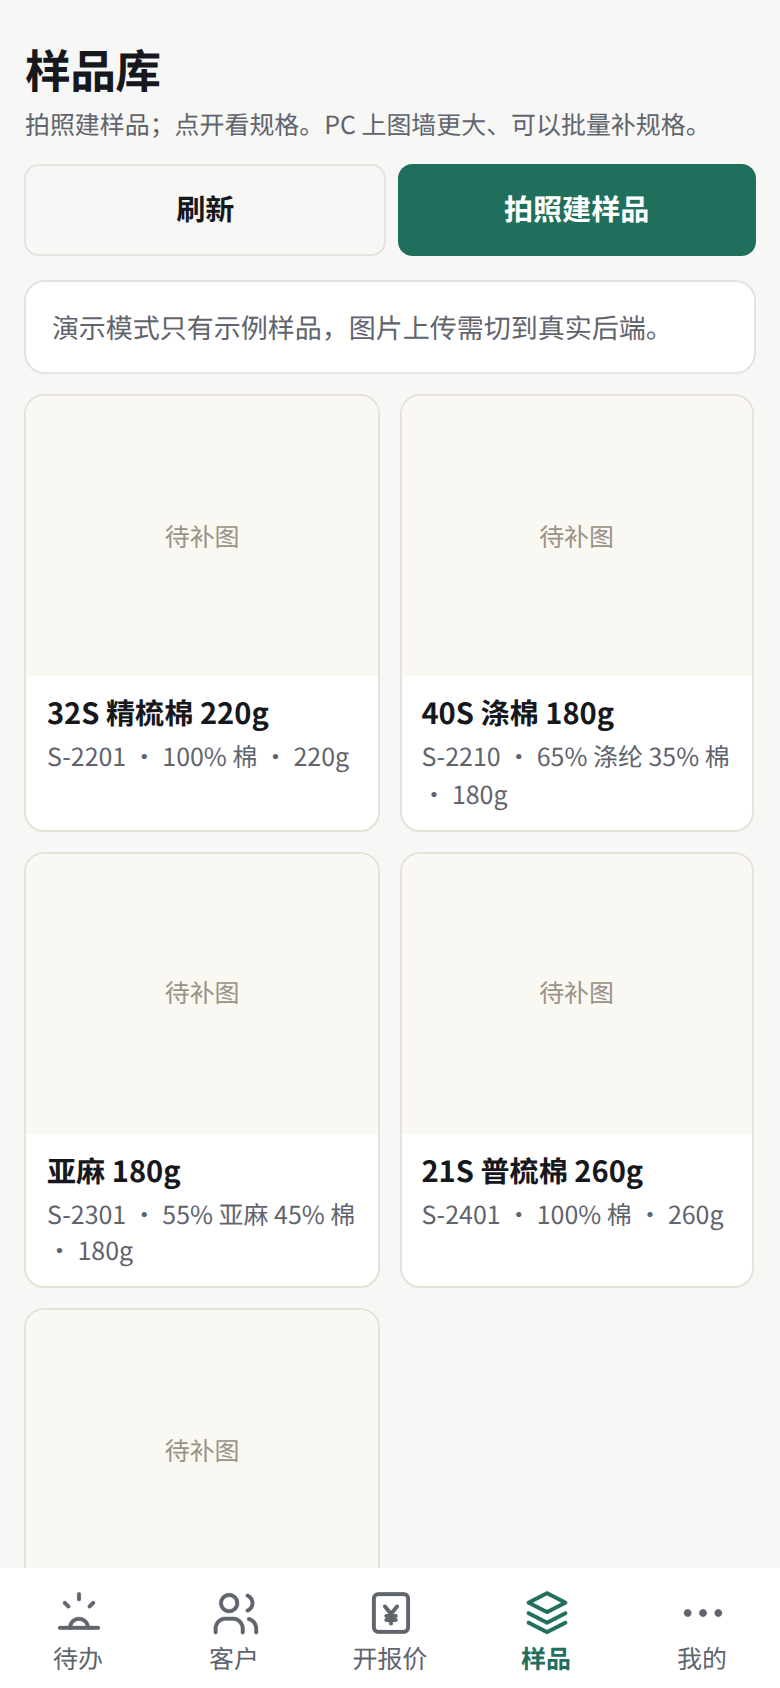 样品库
拍照建样品；点开看规格。PC 上图墙更大、可以批量补规格。
刷新
拍照建样品
演示模式只有示例样品，图片上传需切到真实后端。
待补图
待补图
32S 精梳棉 220g
S-2201 · 100% 棉 · 220g
40S 涤棉 180g
S-2210 · 65% 涤纶 35% 棉
· 180g
待补图
待补图
亚麻 180g
S-2301 · 55% 亚麻 45% 棉
· 180g
21S 普梳棉 260g
S-2401 · 100% 棉 · 260g
待补图
待办
客户
开报价
样品
我的